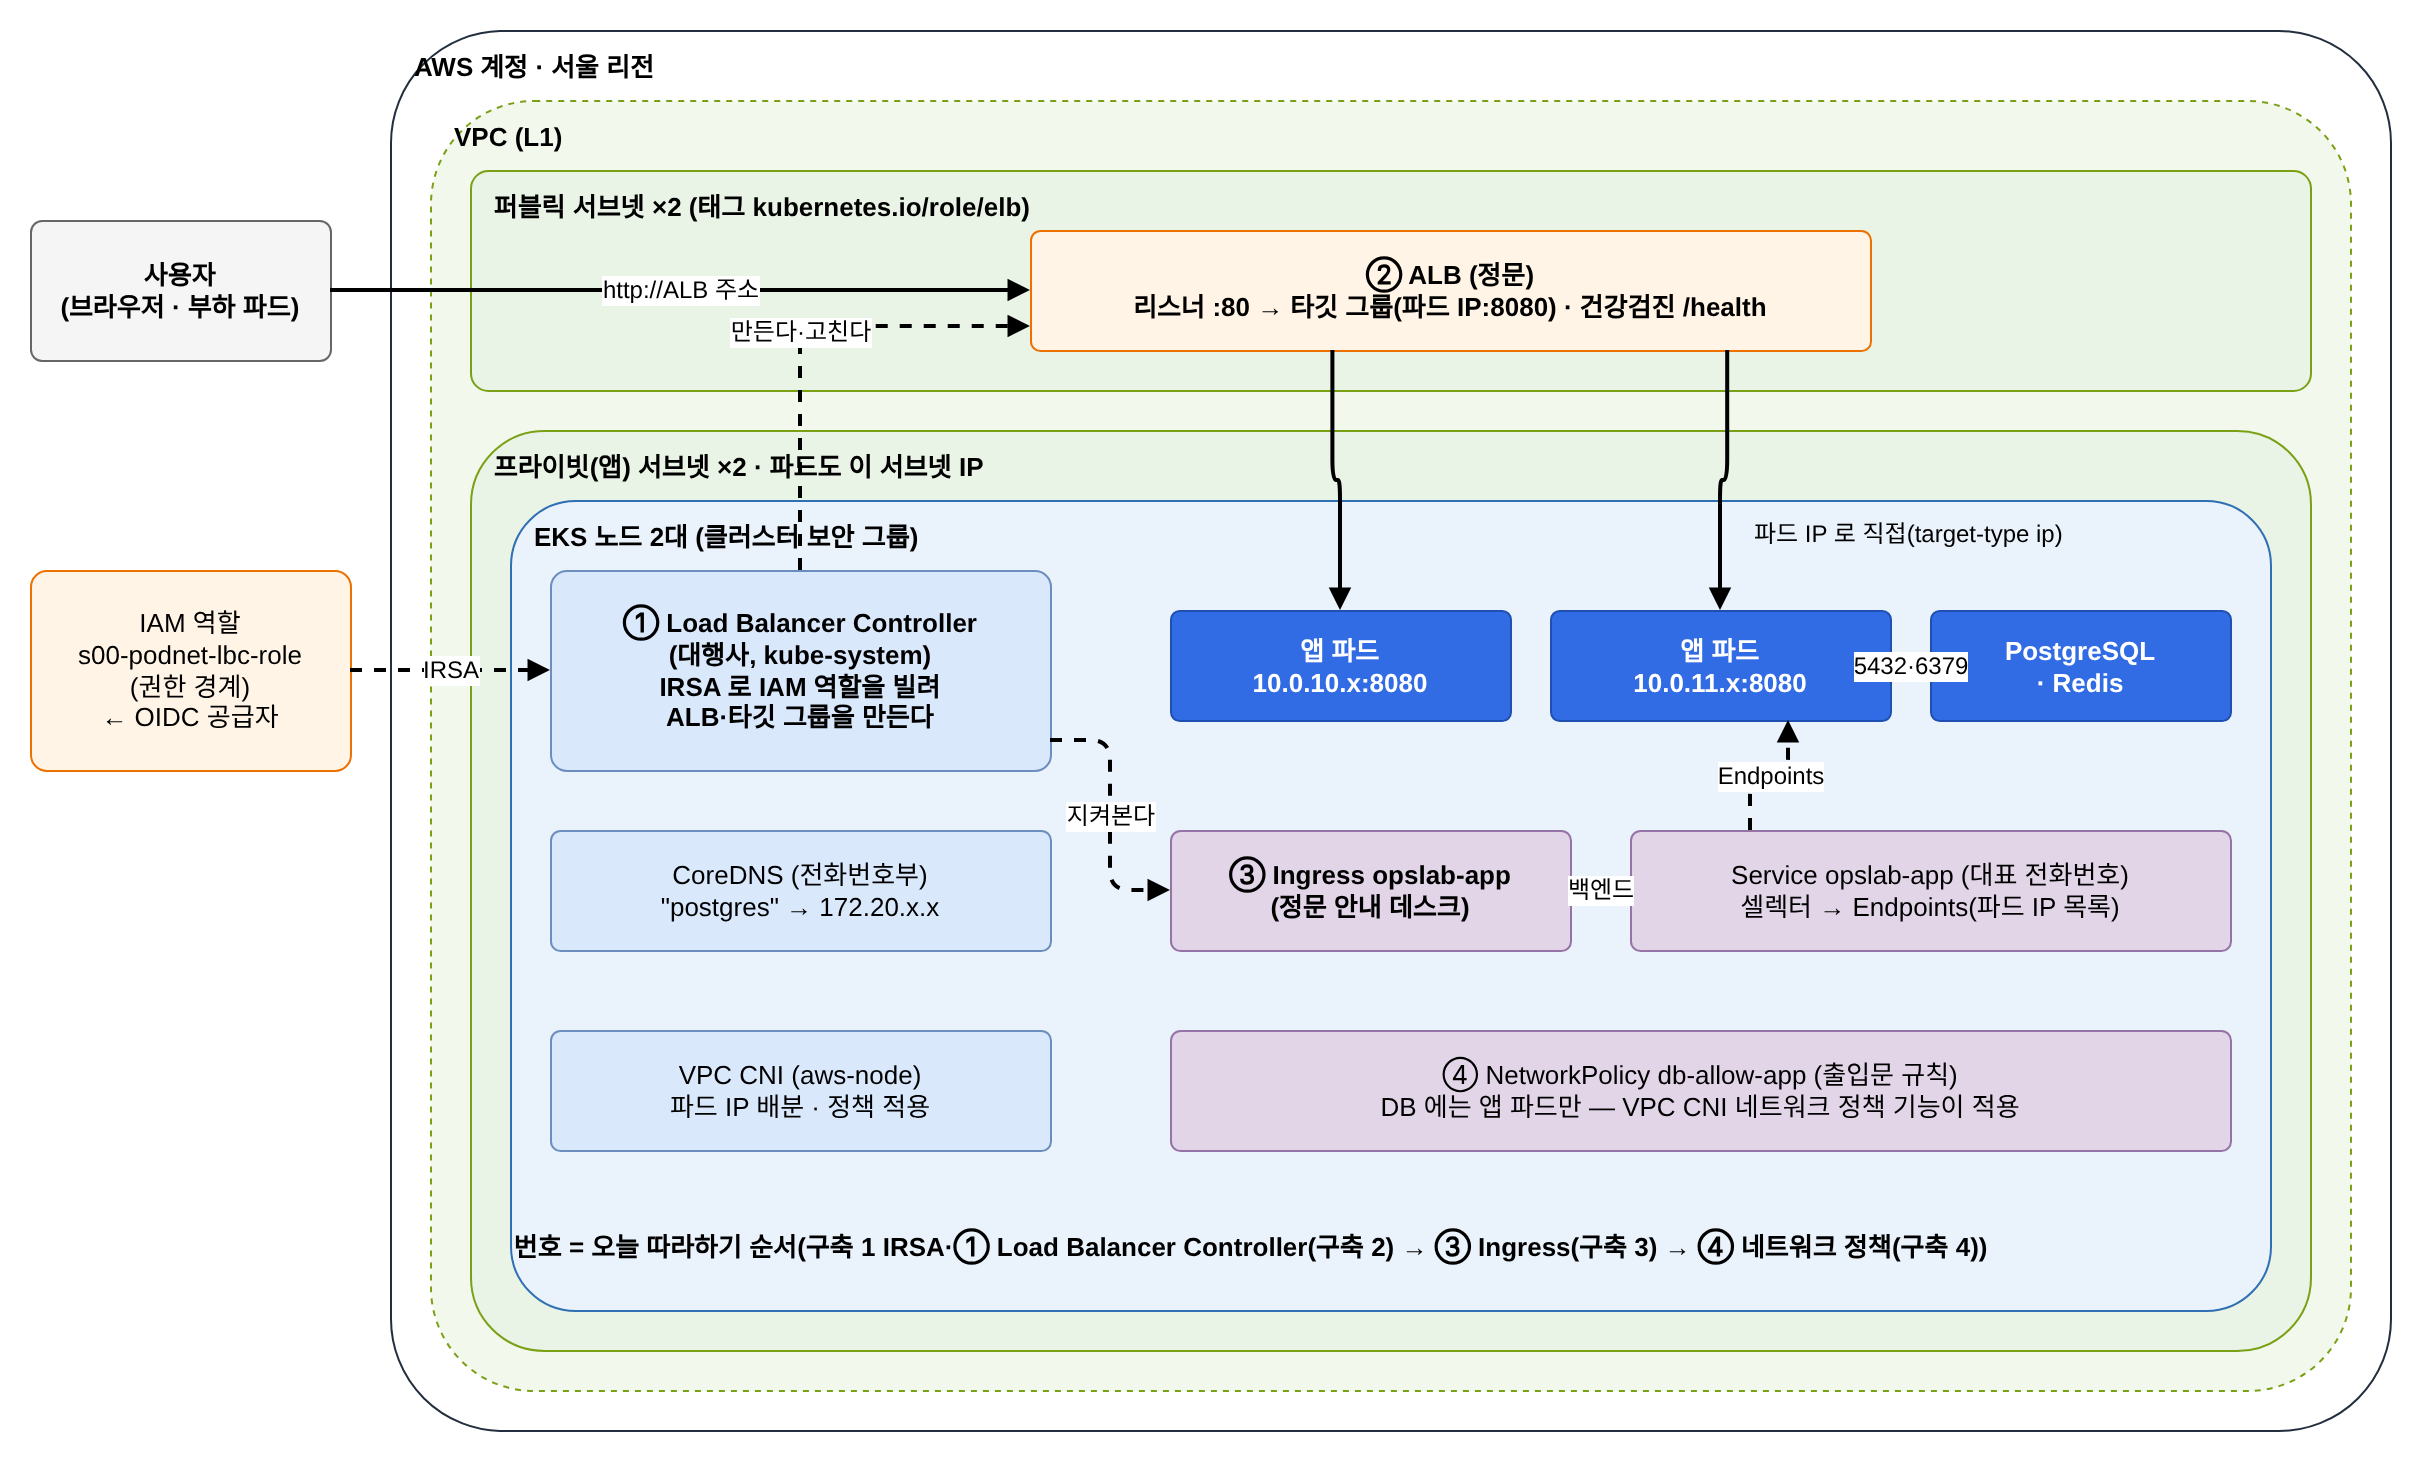 AWS 계정 · 서울 리전
VPC (L1)
퍼블릭 서브넷 ×2 (태그 kubernetes.io/role/elb)
사용자
(브라우저 · 부하 파드)
http://ALB 주소
② ALB (정문)
리스너 :80 → 타깃 그룹(파드 IP:8080) · 건강검진 /health
만든다·고친다
프라이빗(앱) 서브넷 ×2 · 파드도 이 서브넷 IP
EKS 노드 2대 (클러스터 보안 그룹)
파드 IP 로 직접(target-type ip)
IAM 역할
s00-podnet-lbc-role
(권한 경계)
← OIDC 공급자
IRSA
① Load Balancer Controller
(대행사, kube-system)
IRSA 로 IAM 역할을 빌려
ALB·타깃 그룹을 만든다
앱 파드
10.0.10.x:8080
앱 파드
10.0.11.x:8080
5432·6379
PostgreSQL
· Redis
지켜본다
Endpoints
CoreDNS (전화번호부)
"postgres" → 172.20.x.x
③ Ingress opslab-app
(정문 안내 데스크)
백엔드
Service opslab-app (대표 전화번호)
셀렉터 → Endpoints(파드 IP 목록)
VPC CNI (aws-node)
파드 IP 배분 · 정책 적용
④ NetworkPolicy db-allow-app (출입문 규칙)
DB 에는 앱 파드만 — VPC CNI 네트워크 정책 기능이 적용
번호 = 오늘 따라하기 순서(구축 1 IRSA·① Load Balancer Controller(구축 2) → ③ Ingress(구축 3) → ④ 네트워크 정책(구축 4))